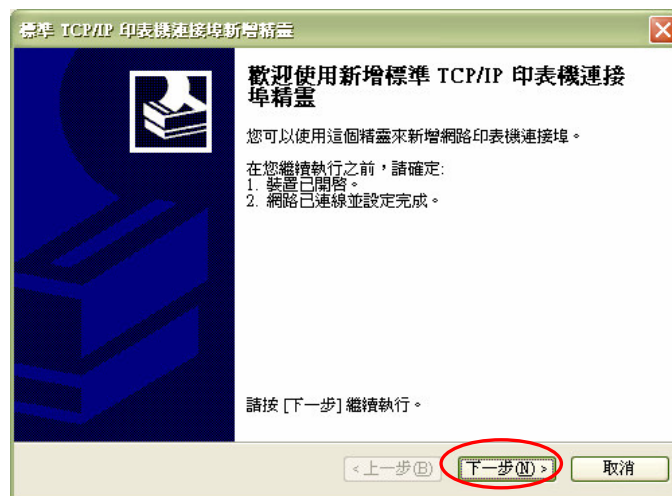 標準 TCP/IP 印表機連接埠新增精靈
歡迎使用新增標準 TCP/IP 印表機連接
埠精靈
您可以使用這個精靈來新增網路印表機連接埠。
在您繼續執行之前，請確定:
1. 裝置已開啓。
2. 網路已連線並設定完成。
請按 [下一步] 繼續執行。
<上一步(B) 下一步(N) > 取消